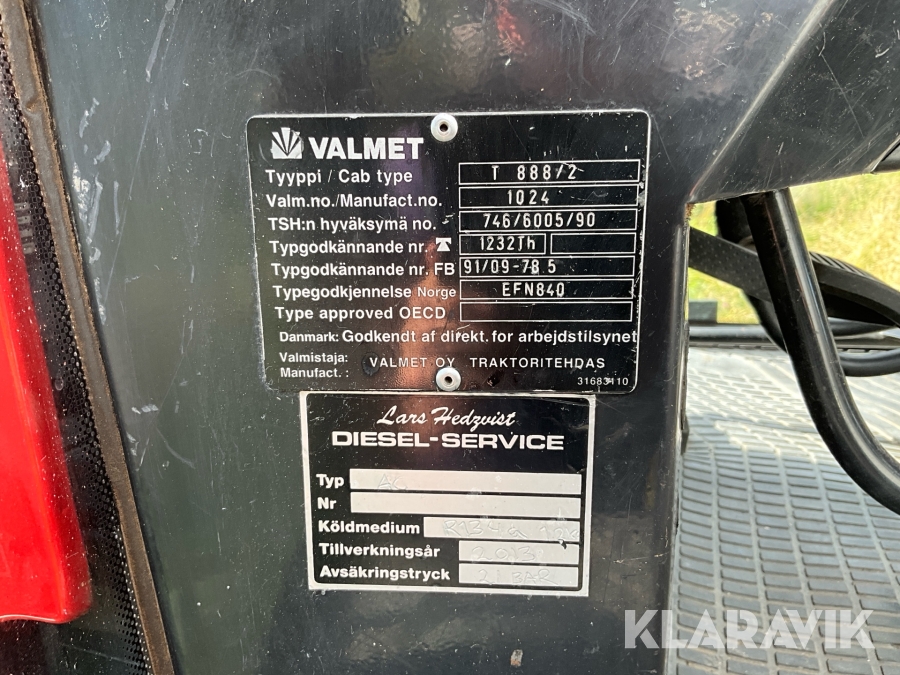 VALMET
Tyyppi / Cab type T 888/2
Valm.no./Manufact.no. 1024
TSH:n hyväksymä no. 746/6005/90
Typgodkännande nr. T 1232Th
Typgodkännande nr. FB 91/09-78.5
Typegodkjennelse Norge EFN840
Type approved OECD
Danmark: Godkendt af direkt. for arbejdstilsynet
Valmistaja:
Manufact. : VALMET OY TRAKTORITEHDAS
31683110
Lars Hedzvist
DIESEL-SERVICE
Typ AC
Nr
Köldmedium R134a
Tillverkningsår 2013
Avsäkringstryck 21 BAR
KLARAVIK